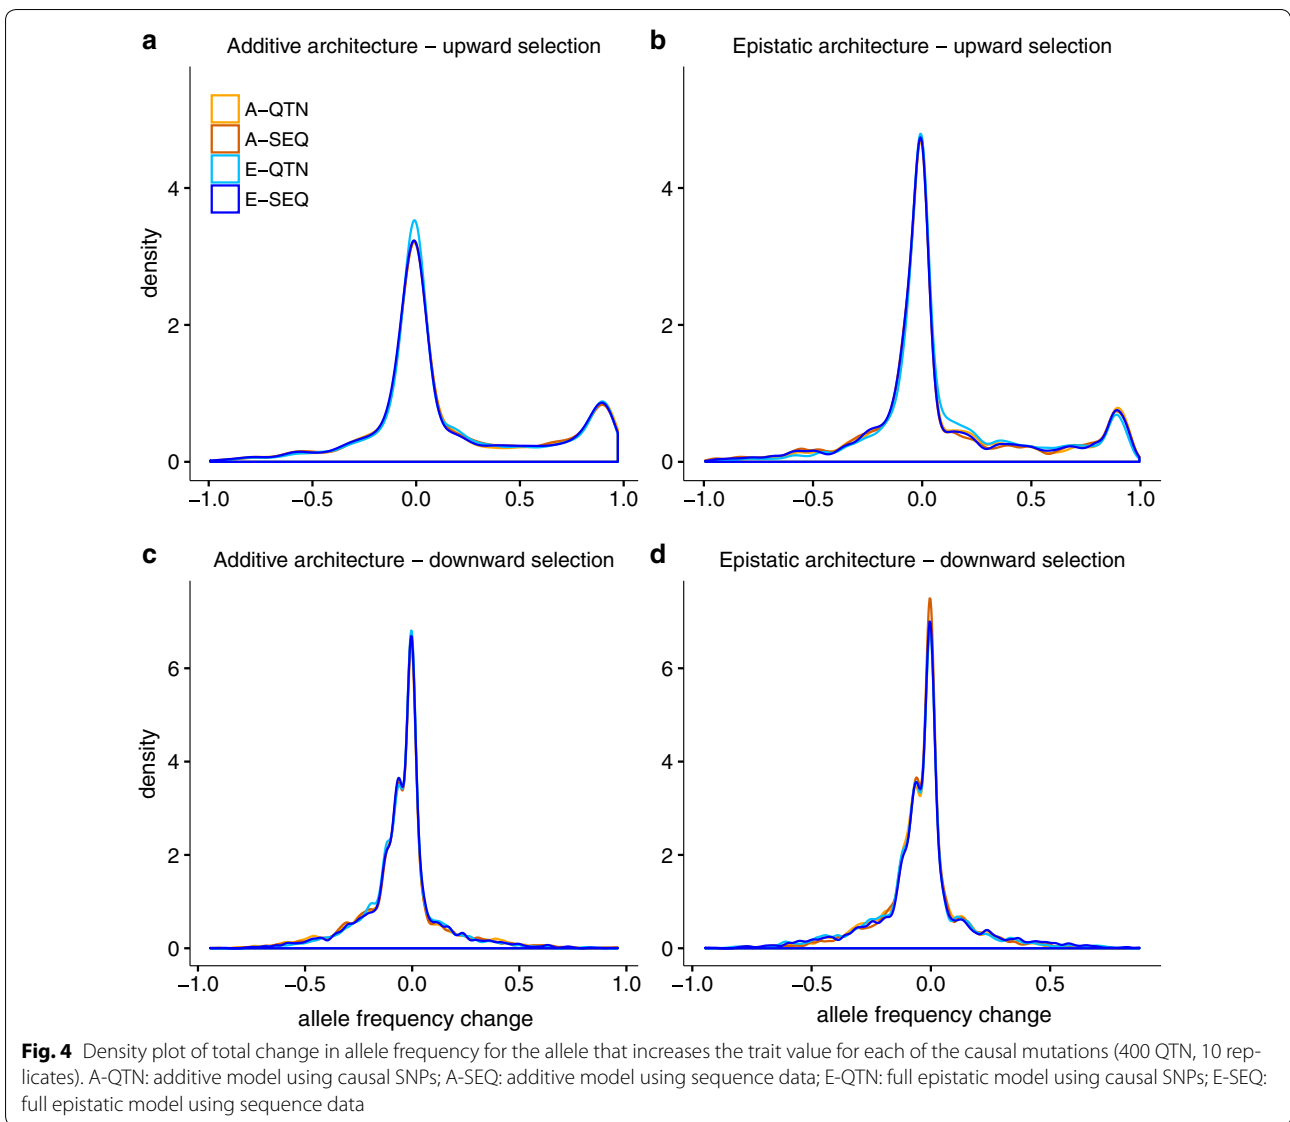 a Additive architecture – upward selection
b Epistatic architecture – upward selection
A–QTN
A–SEQ
E–QTN
E–SEQ
density
4
2
0
−1.0 −0.5 0.0 0.5 1.0
4
2
0
−1.0 −0.5 0.0 0.5 1.0
c Additive architecture – downward selection
d Epistatic architecture – downward selection
density
6
4
2
0
−1.0 −0.5 0.0 0.5 1.0
allele frequency change
6
4
2
0
−1.0 −0.5 0.0 0.5
allele frequency change
Fig. 4 Density plot of total change in allele frequency for the allele that increases the trait value for each of the causal mutations (400 QTN, 10 rep-
licates). A-QTN: additive model using causal SNPs; A-SEQ: additive model using sequence data; E-QTN: full epistatic model using causal SNPs; E-SEQ:
full epistatic model using sequence data